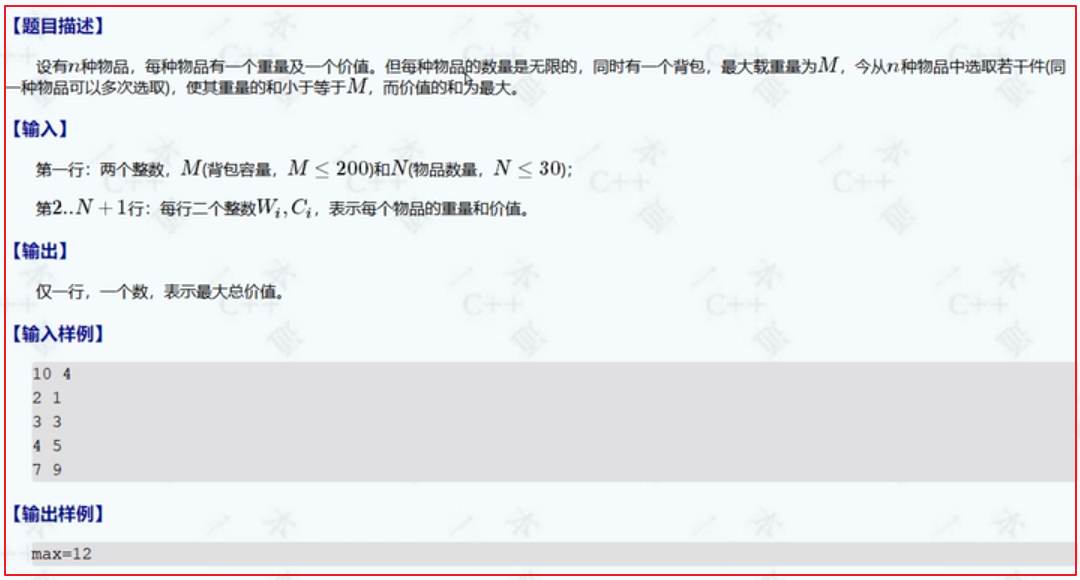 【题目描述】
设有n种物品，每种物品有一个重量及一个价值。但每种物品的数量是无限的，同时有一个背包，最大载重量为M，今从n种物品中选取若干件(同
一种物品可以多次选取)，使其重量的和小于等于M，而价值的和为最大。
【输入】
第一行：两个整数，M(背包容量，M ≤ 200)和N(物品数量，N ≤ 30)；
第2..N + 1行：每行二个整数Wi, Ci，表示每个物品的重量和价值。
【输出】
仅一行，一个数，表示最大总价值。
【输入样例】
10 4
2 1
3 3
4 5
7 9
【输出样例】
max=12